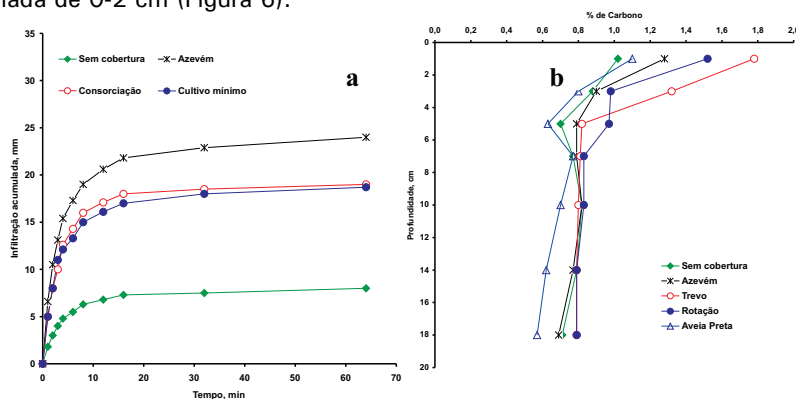 nada de 0-2 cm (Figura 6).
35
30
25
20
15
10
5
0
Infiltração acumulada, mm
Sem cobertura
Azevém
Consorciação
Cultivo mínimo
a
0 10 20 30 40 50 60 70
Tempo, min
% de Carbono
0,0 0,2 0,4 0,6 0,8 1,0 1,2 1,4 1,6 1,8 2,0
0
2
4
6
8
10
12
14
16
18
20
Profundidade, cm
b
Sem cobertura
Azevém
Trevo
Rotação
Aveia Preta